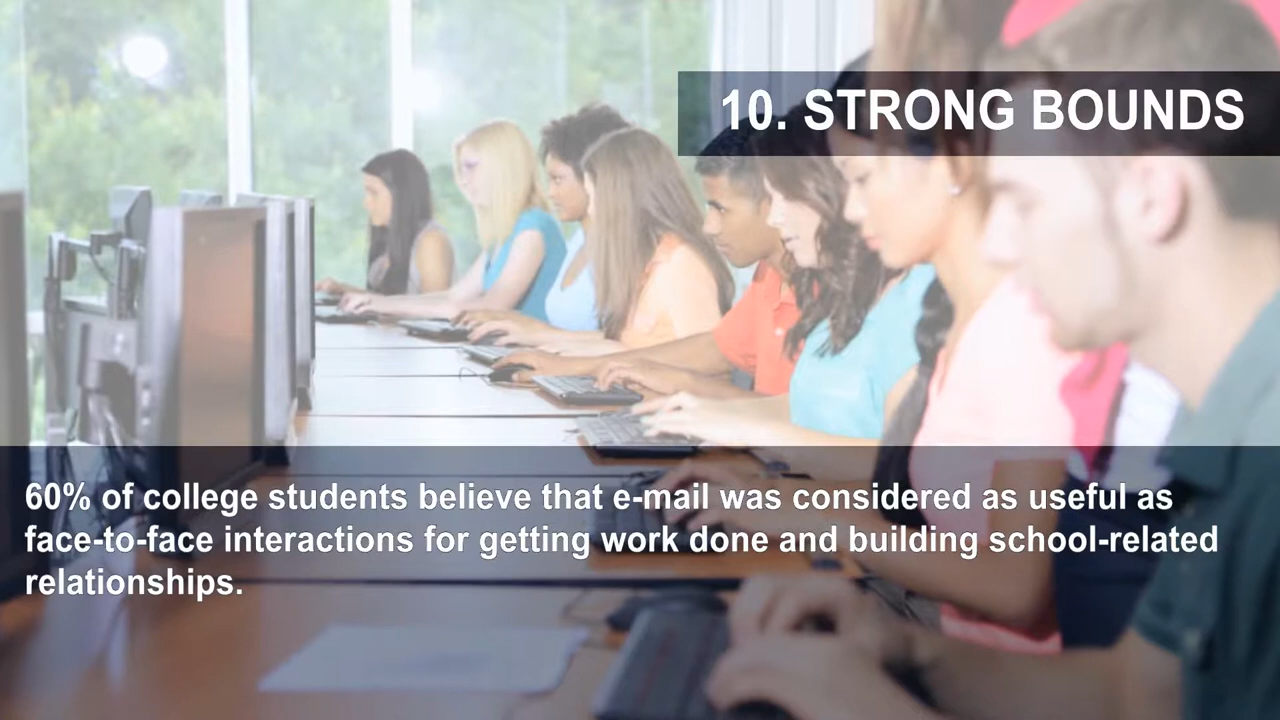 10. STRONG BOUNDS
60% of college students believe that e-mail was considered as useful as
face-to-face interactions for getting work done and building school-related
relationships.